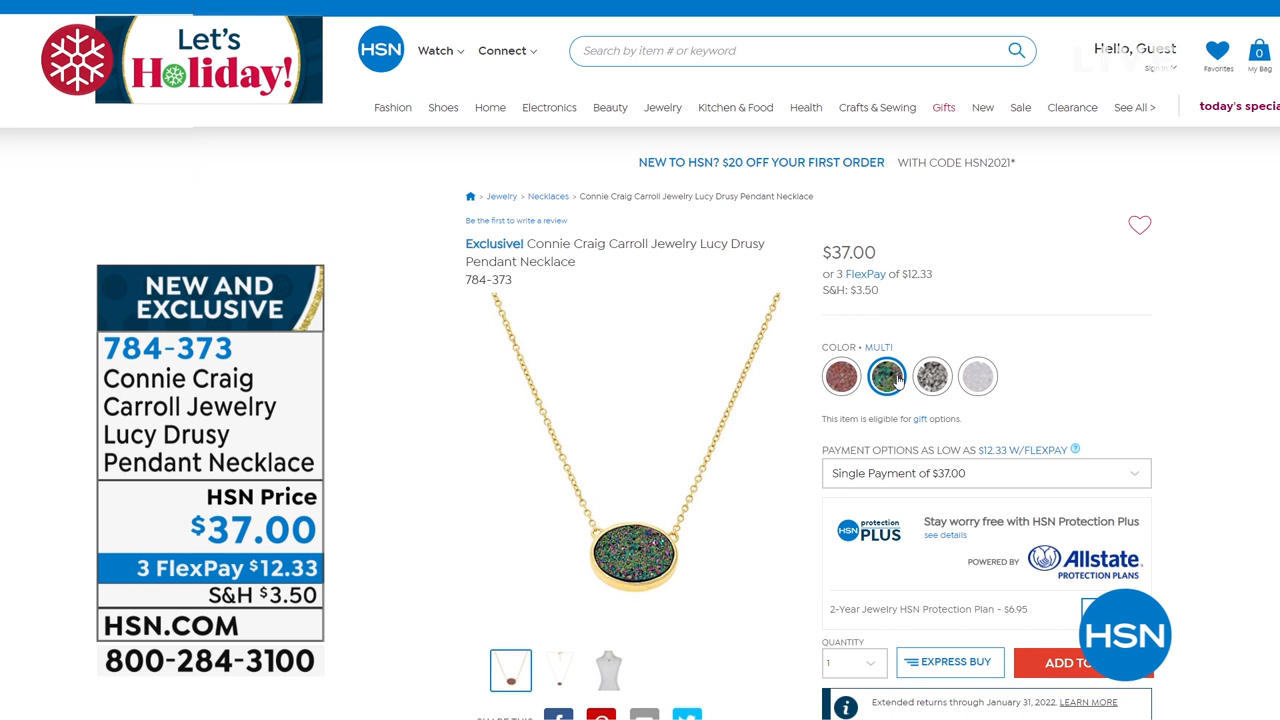 Let's
Holiday!
HSN
Watch
Connect
Search by item # or keyword
Hello, Guest
Sign In
Favorites
0
My Bag
Fashion Shoes Home Electronics Beauty Jewelry Kitchen & Food Health Crafts & Sewing Gifts New Sale Clearance See All >
today's specia
NEW TO HSN? $20 OFF YOUR FIRST ORDER WITH CODE HSN2021*
> Jewelry > Necklaces > Connie Craig Carroll Jewelry Lucy Drusy Pendant Necklace
Be the first to write a review
Exclusive! Connie Craig Carroll Jewelry Lucy Drusy
Pendant Necklace
784-373
$37.00
or 3 FlexPay of $12.33
S&H: $3.50
COLOR • MULTI
This item is eligible for gift options.
PAYMENT OPTIONS AS LOW AS $12.33 W/FLEXPAY ?
Single Payment of $37.00
HSN protection
PLUS
Stay worry free with HSN Protection Plus
see details
POWERED BY
Allstate.
PROTECTION PLANS
2-Year Jewelry HSN Protection Plan - $6.95
QUANTITY
1
EXPRESS BUY
ADD TO
HSN
i
Extended returns through January 31, 2022. LEARN MORE
NEW AND
EXCLUSIVE
784-373
Connie Craig
Carroll Jewelry
Lucy Drusy
Pendant Necklace
HSN Price
$37.00
3 FlexPay $12.33
S&H $3.50
HSN.COM
800-284-3100